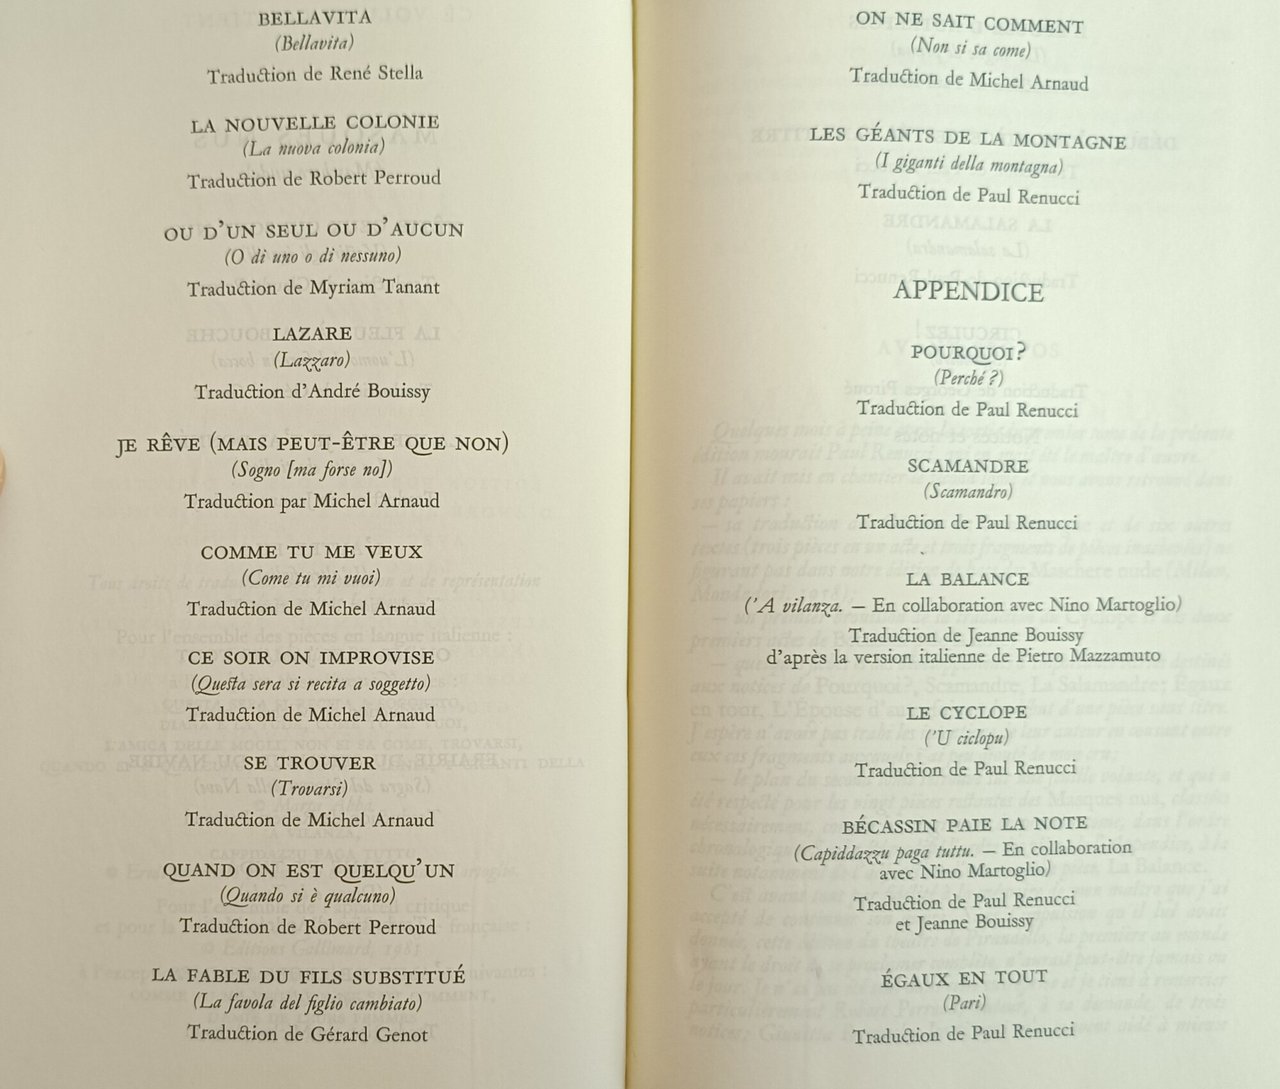 BELLAVITA
(Bellavita)
Traduction de René Stella
LA NOUVELLE COLONIE
(La nuova colonia)
Traduction de Robert Perroud
OU D'UN SEUL OU D'AUCUN
(O di uno o di nessuno)
Traduction de Myriam Tanant
LAZARE
(Lazzaro)
Traduction d'André Bouissy
JE RÊVE (MAIS PEUT-ÊTRE QUE NON)
(Sogno [ma forse no])
Traduction par Michel Arnaud
COMME TU ME VEUX
(Come tu mi vuoi)
Traduction de Michel Arnaud
CE SOIR ON IMPROVISE
(Questa sera si recita a soggetto)
Traduction de Michel Arnaud
SE TROUVER
(Trovarsi)
Traduction de Michel Arnaud
QUAND ON EST QUELQU'UN
(Quando si è qualcuno)
Traduction de Robert Perroud
LA FABLE DU FILS SUBSTITUÉ
(La favola del figlio cambiato)
Traduction de Gérard Genot
ON NE SAIT COMMENT
(Non si sa come)
Traduction de Michel Arnaud
LES GÉANTS DE LA MONTAGNE
(I giganti della montagna)
Traduction de Paul Renucci
APPENDICE
POURQUOI?
(Perché?)
Traduction de Paul Renucci
SCAMANDRE
(Scamandro)
Traduction de Paul Renucci
LA BALANCE
('A vilanza. — En collaboration avec Nino Martoglio)
Traduction de Jeanne Bouissy
d'après la version italienne de Pietro Mazzamuto
LE CYCLOPE
('U ciclopu)
Traduction de Paul Renucci
BÉCASSIN PAIE LA NOTE
(Capiddazzu paga tuttu. — En collaboration
avec Nino Martoglio)
Traduction de Paul Renucci
et Jeanne Bouissy
ÉGAUX EN TOUT
(Pari)
Traduction de Paul Renucci